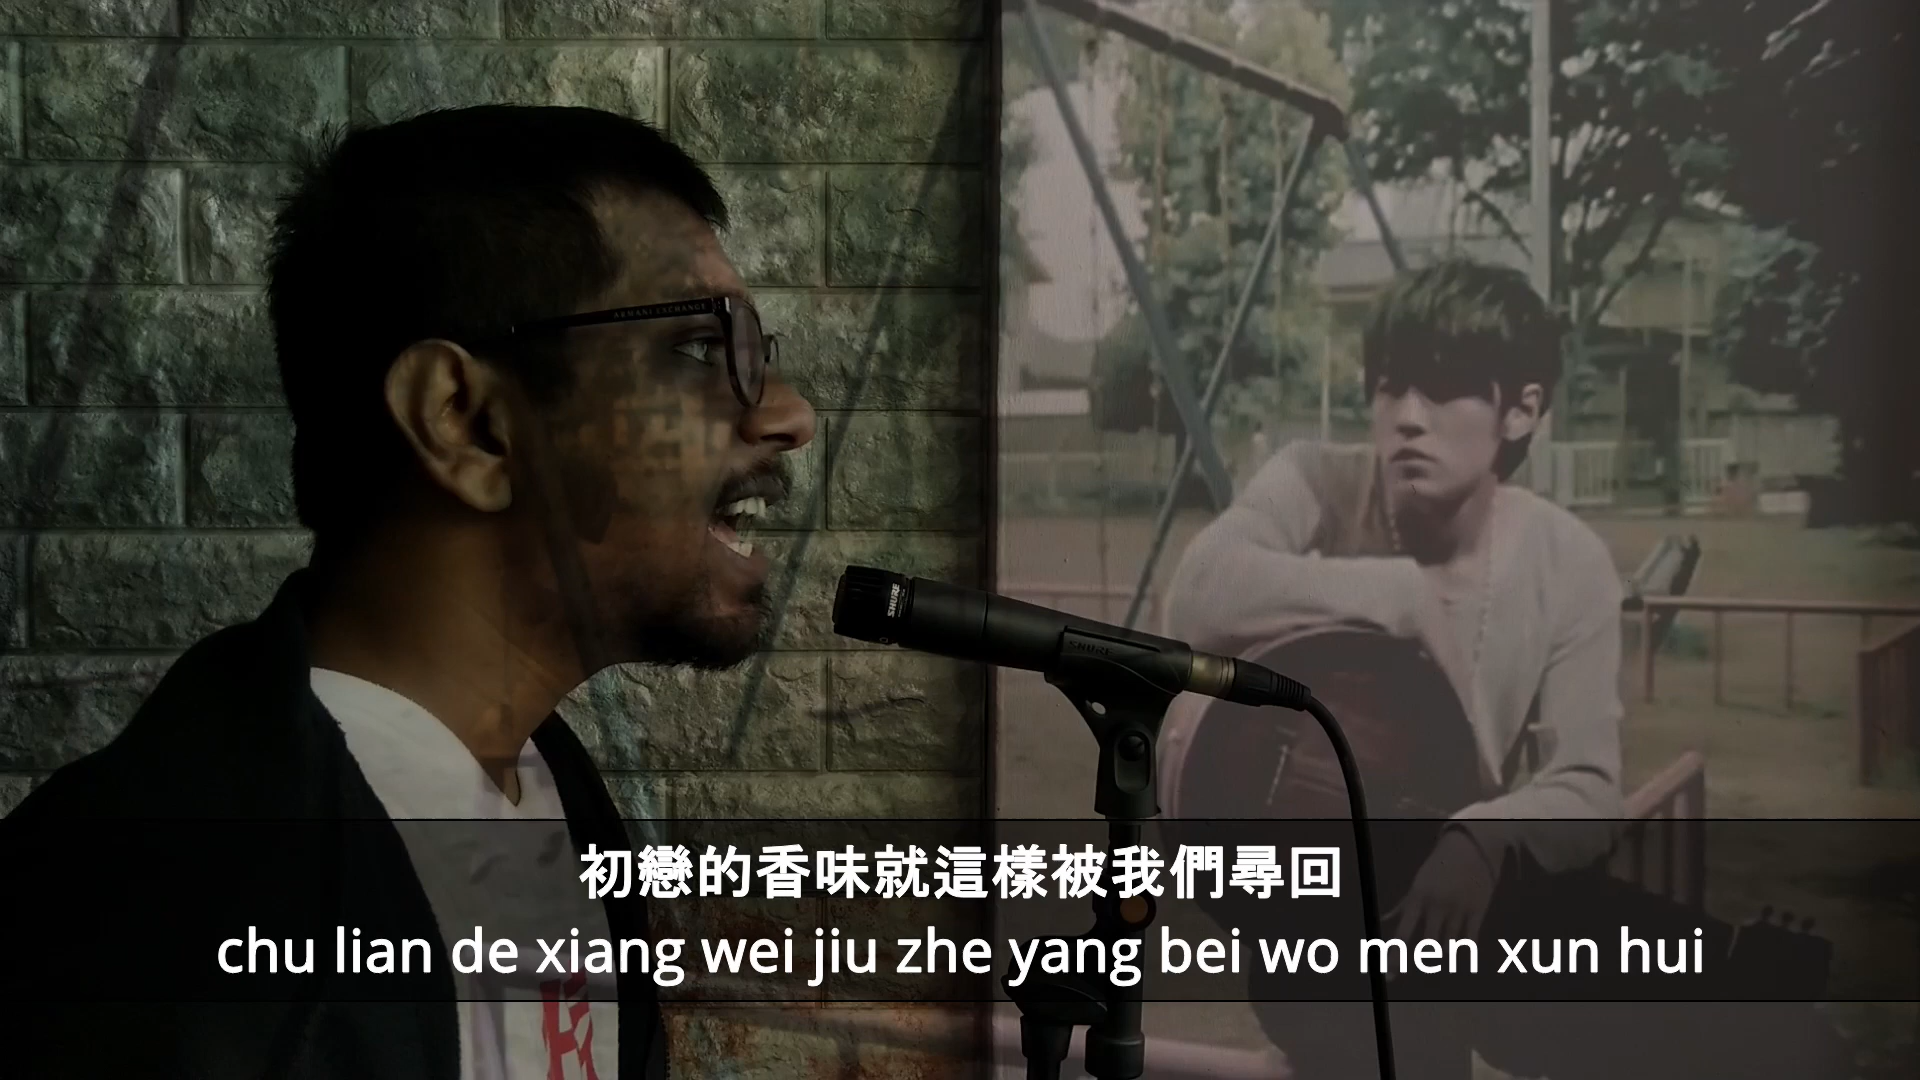 ARMANI EXCHANGE
SHURE
SHURE
初戀的香味就這樣被我們尋回
chu lian de xiang wei jiu zhe yang bei wo men xun hui